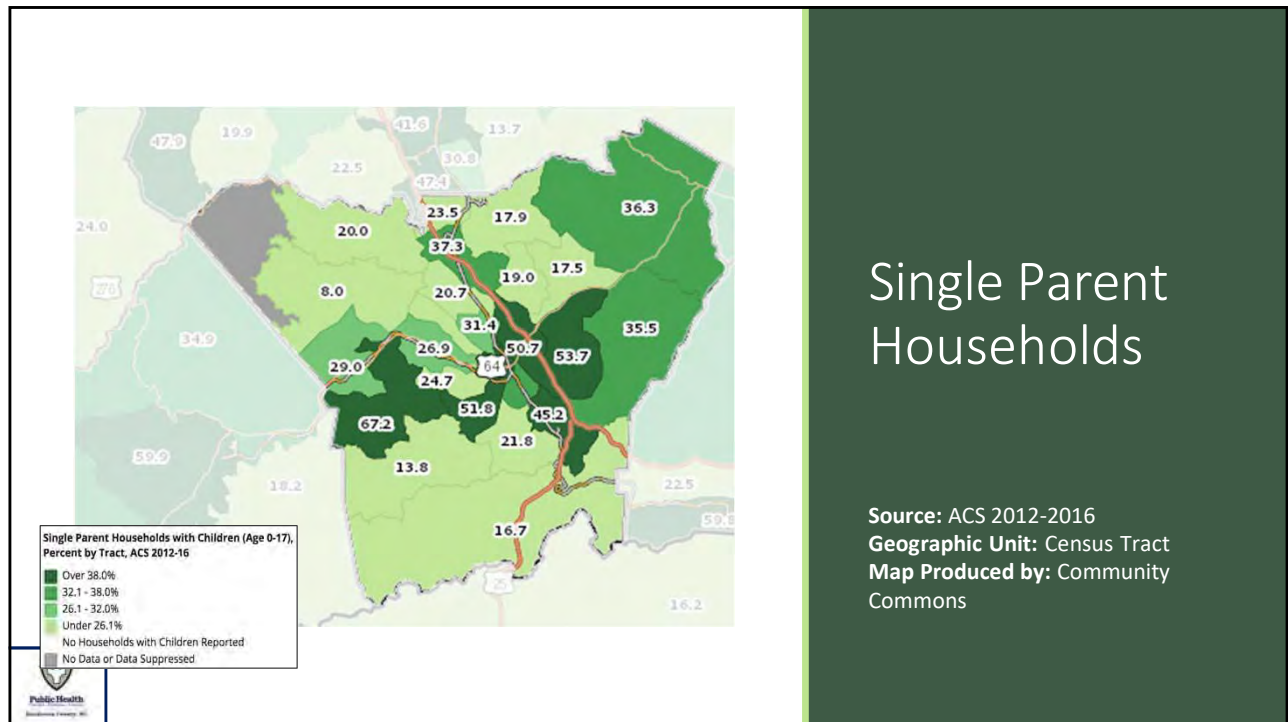 47.9
19.9
41.6
13.7
22.5
30.8
47.4
24.0
36.3
23.5
17.9
20.0
37.3
17.5
19.0
276
8.0
20.7
34.9
31.4
35.5
50.7
53.7
26.9
29.0
64
24.7
51.8
45.2
67.2
21.8
59.9
13.8
18.2
22.5
16.7
25
16.2
Single Parent Households with Children (Age 0-17),
Percent by Tract, ACS 2012-16
Over 38.0%
32.1 - 38.0%
26.1 - 32.0%
Under 26.1%
No Households with Children Reported
No Data or Data Suppressed
Public Health
Single Parent
Households
Source: ACS 2012-2016
Geographic Unit: Census Tract
Map Produced by: Community
Commons